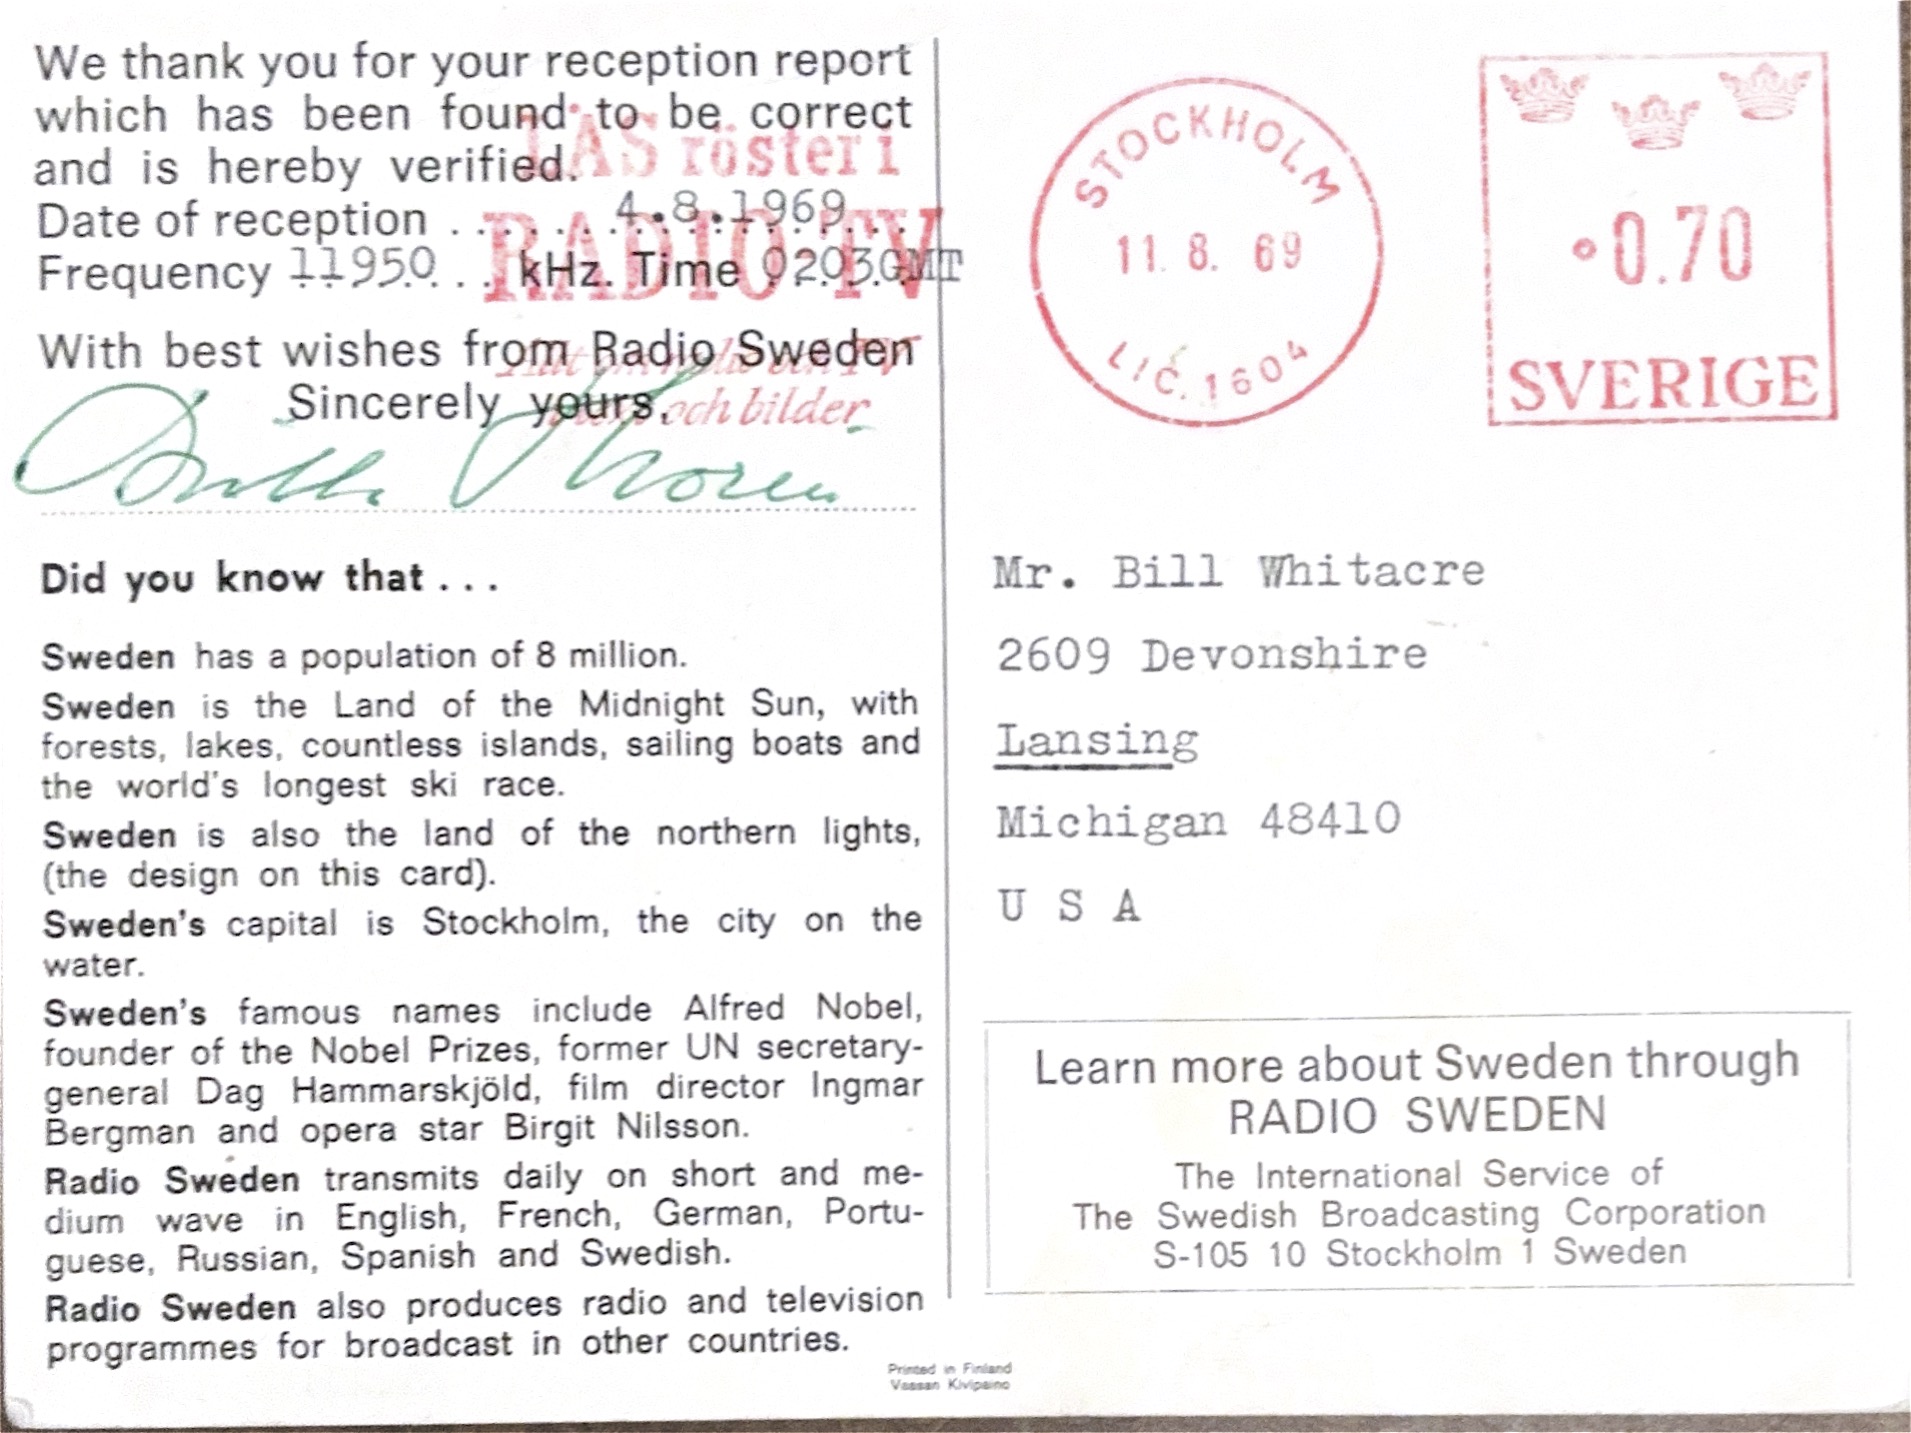 We thank you for your reception report
which has been found to be correct
and is hereby verified.
Date of reception . . . 4.8.1969 . . .
Frequency 11950 . . . kHz. Time 0203GMT
With best wishes from Radio Sweden
Sincerely yours,
LÄS röster i
RADIO TV
och bilder
Did you know that . . .
Sweden has a population of 8 million.
Sweden is the Land of the Midnight Sun, with
forests, lakes, countless islands, sailing boats and
the world's longest ski race.
Sweden is also the land of the northern lights,
(the design on this card).
Sweden's capital is Stockholm, the city on the
water.
Sweden's famous names include Alfred Nobel,
founder of the Nobel Prizes, former UN secretary-
general Dag Hammarskjöld, film director Ingmar
Bergman and opera star Birgit Nilsson.
Radio Sweden transmits daily on short and me-
dium wave in English, French, German, Portu-
guese, Russian, Spanish and Swedish.
Radio Sweden also produces radio and television
programmes for broadcast in other countries.
Printed in Finland
Vaasan Kivipaino
STOCKHOLM
11. 8. 69
LIC. 1604
0.70
SVERIGE
Mr. Bill Whitacre
2609 Devonshire
Lansing
Michigan 48410
U S A
Learn more about Sweden through
RADIO SWEDEN
The International Service of
The Swedish Broadcasting Corporation
S-105 10 Stockholm 1 Sweden